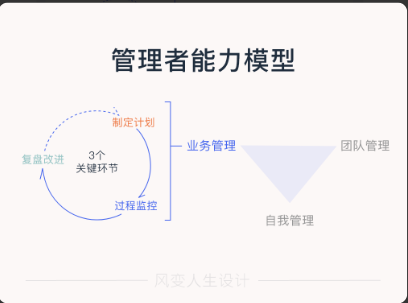 管理者能力模型
制定计划
3个
关键环节
复盘改进
过程监控
业务管理
团队管理
自我管理
风变人生设计